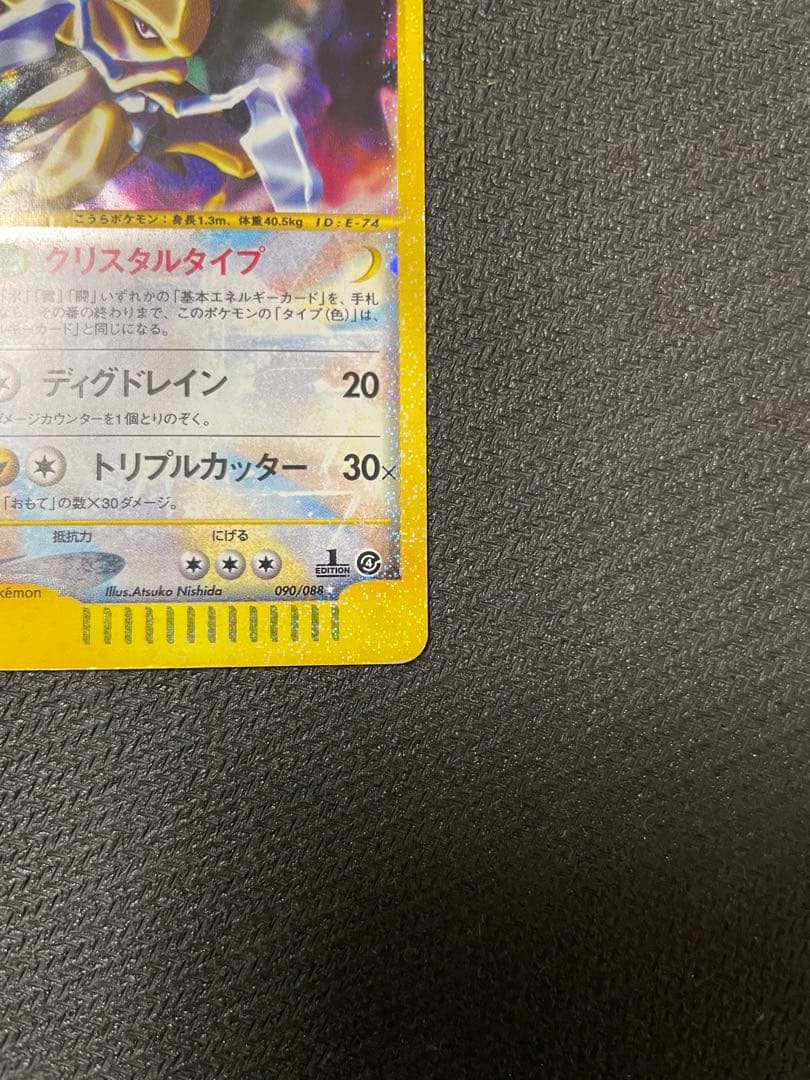 こうらポケモン：身長1.3m、体重40.5kg ID:E-74
クリスタルタイプ
「水」「雷」「闘」いずれかの「基本エネルギーカード」を、手札
なら、その番の終わりまで、このポケモンの「タイプ（色）」は、
ルギーカード」と同じになる。
ディグドレイン 20
ダメージカウンターを1個とりのぞく。
トリプルカッター 30×
「おもて」の数×30ダメージ。
抵抗力 にげる
1 EDITION
Illus.Atsuko Nishida 090/088
kémon